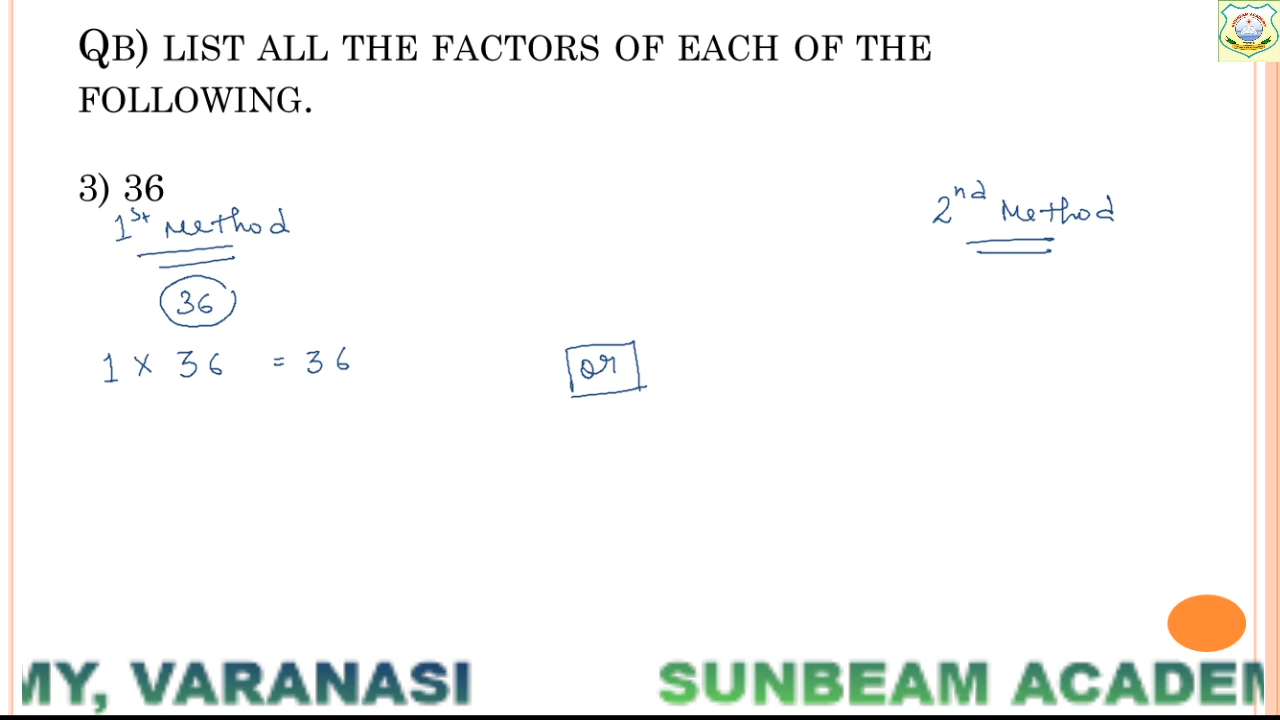 QB) LIST ALL THE FACTORS OF EACH OF THE
FOLLOWING.
3) 36
1st Method
2nd Method
36
1 × 36 = 36
or
MY, VARANASI SUNBEAM ACADEM